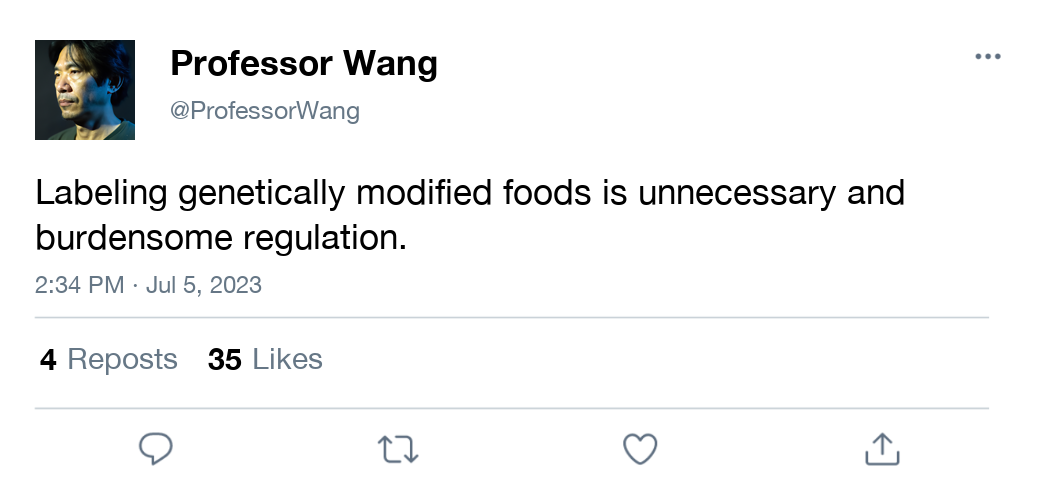 Professor Wang
@ProfessorWang
Labeling genetically modified foods is unnecessary and
burdensome regulation.
2:34 PM · Jul 5, 2023
4 Reposts 35 Likes